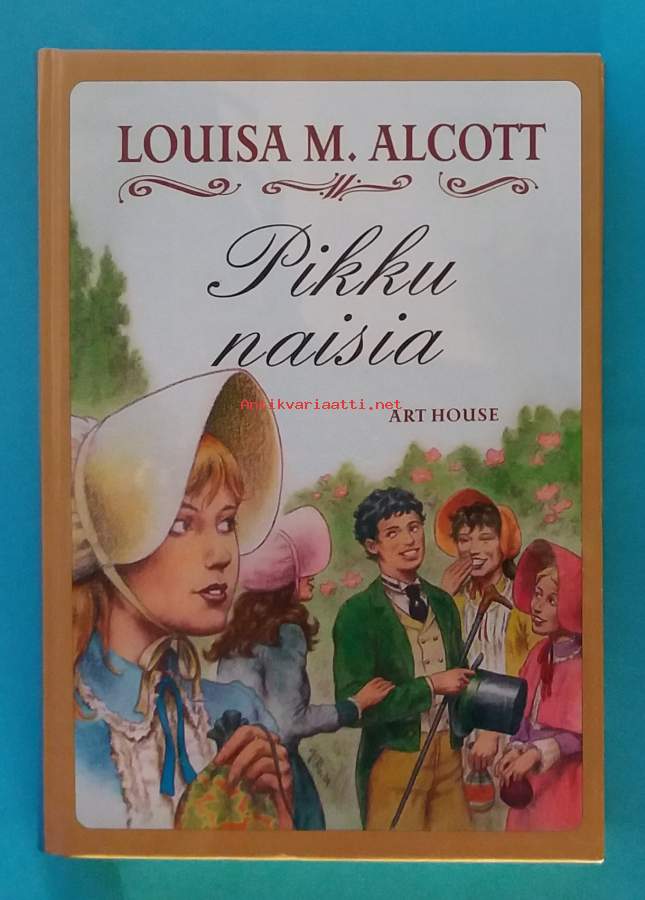 LOUISA M. ALCOTT
Pikku
naisia
Antikvariaatti.net
ART HOUSE